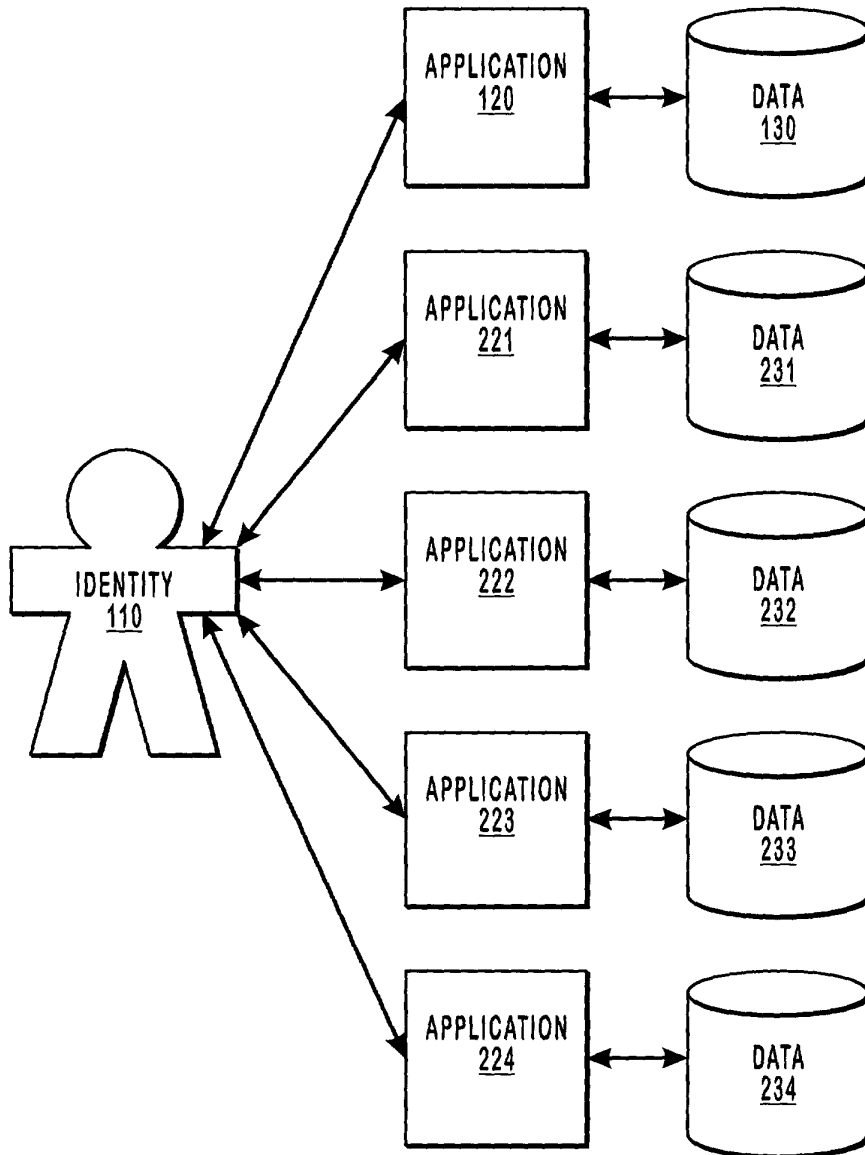 APPLICATION
120
DATA
130
APPLICATION
221
DATA
231
IDENTITY
110
APPLICATION
222
DATA
232
APPLICATION
223
DATA
233
APPLICATION
224
DATA
234